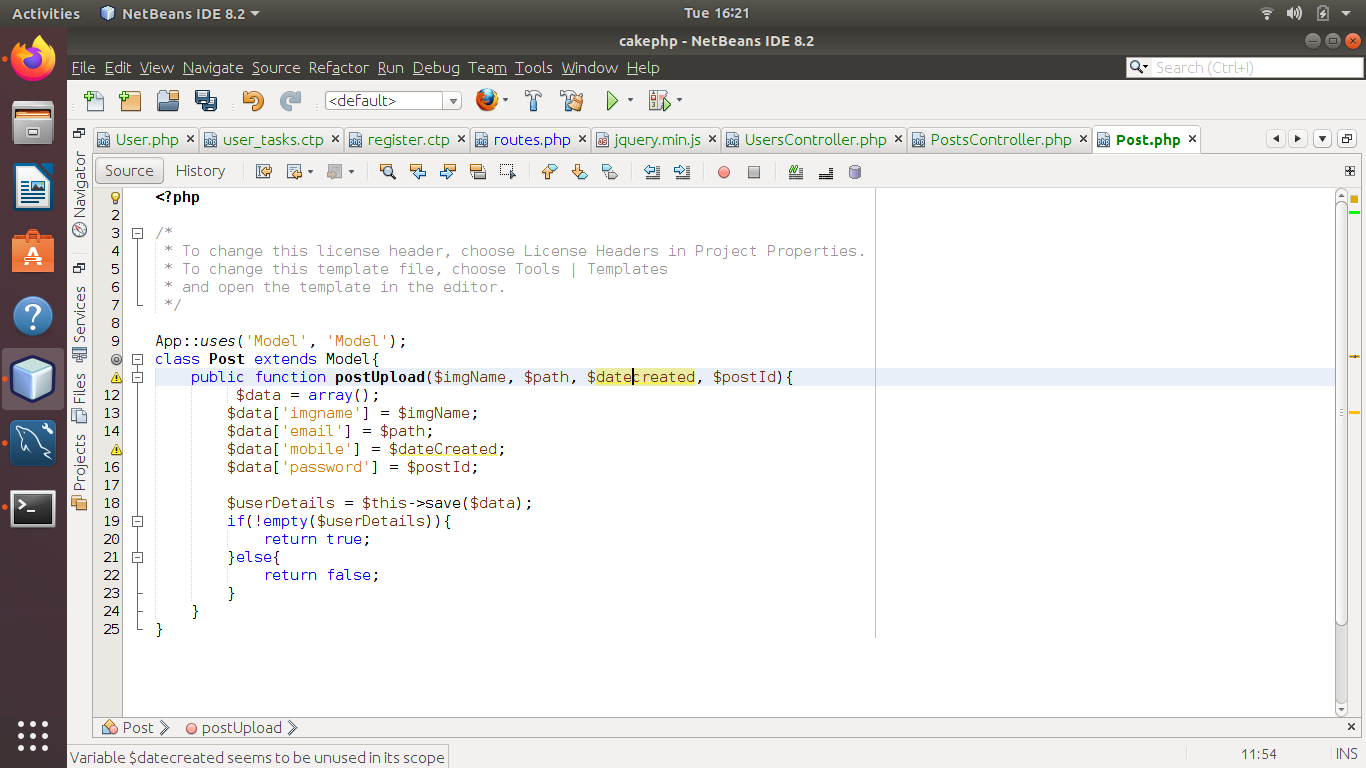 Activities NetBeans IDE 8.2 Tue 16:21
cakephp - NetBeans IDE 8.2
File Edit View Navigate Source Refactor Run Debug Team Tools Window Help Search (Ctrl+I)
<default>
User.php user_tasks.ctp register.ctp routes.php jquery.min.js UsersController.php PostsController.php Post.php
Source History
Navigator
Services
Files
Projects
<?php
2
3 /*
4 * To change this license header, choose License Headers in Project Properties.
5 * To change this template file, choose Tools | Templates
6 * and open the template in the editor.
7 */
8
9 App::uses('Model', 'Model');
class Post extends Model{
public function postUpload($imgName, $path, $datecreated, $postId){
12 $data = array();
13 $data['imgname'] = $imgName;
14 $data['email'] = $path;
$data['mobile'] = $dateCreated;
16 $data['password'] = $postId;
17
18 $userDetails = $this->save($data);
19 if(!empty($userDetails)){
20 return true;
21 }else{
22 return false;
23 }
24 }
25 }
Post postUpload
Variable $datecreated seems to be unused in its scope 11:54 INS